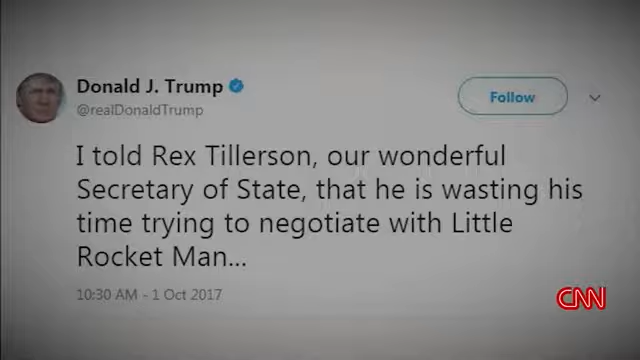 Donald J. Trump
@realDonaldTrump
Follow
I told Rex Tillerson, our wonderful
Secretary of State, that he is wasting his
time trying to negotiate with Little
Rocket Man...
10:30 AM - 1 Oct 2017
CNN